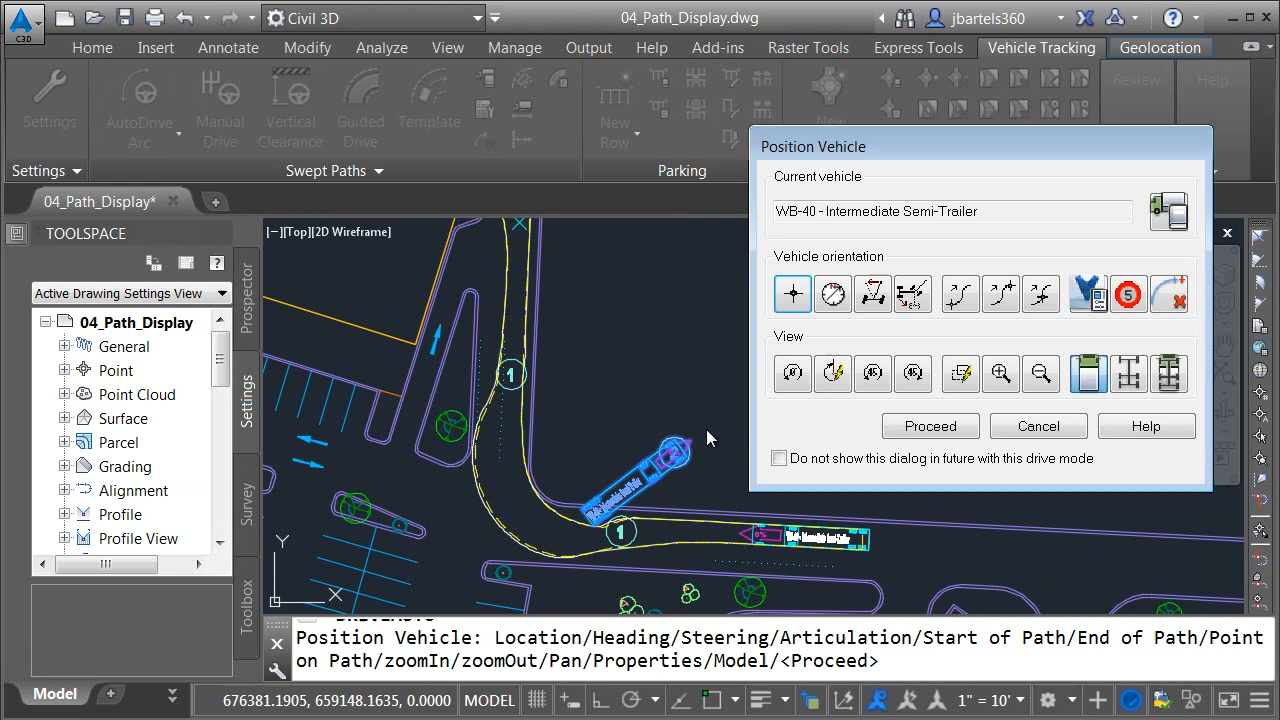 C3D
Civil 3D
04_Path_Display.dwg
jbartels360
Home Insert Annotate Modify Analyze View Manage Output Help Add-ins Raster Tools Express Tools Vehicle Tracking Geolocation
Settings
AutoDrive
Arc
Manual
Drive
Vertical
Clearance
Guided
Drive
Template
New
Row
New
Review
Help
Settings Swept Paths Parking
04_Path_Display*
Position Vehicle
Current vehicle
WB-40 - Intermediate Semi-Trailer
Vehicle orientation
5
View
45 45
Proceed Cancel Help
Do not show this dialog in future with this drive mode
TOOLSPACE
Active Drawing Settings View
04_Path_Display
General
Point
Point Cloud
Surface
Parcel
Grading
Alignment
Profile
Profile View
Prospector
Settings
Survey
Toolbox
[−][Top][2D Wireframe]
1
1
0%
Y
X
Position Vehicle: Location/Heading/Steering/Articulation/Start of Path/End of Path/Point
on Path/zoomIn/zoomOut/Pan/Properties/Model/<Proceed>
Model
676381.1905, 659148.1635, 0.0000 MODEL
1" = 10'